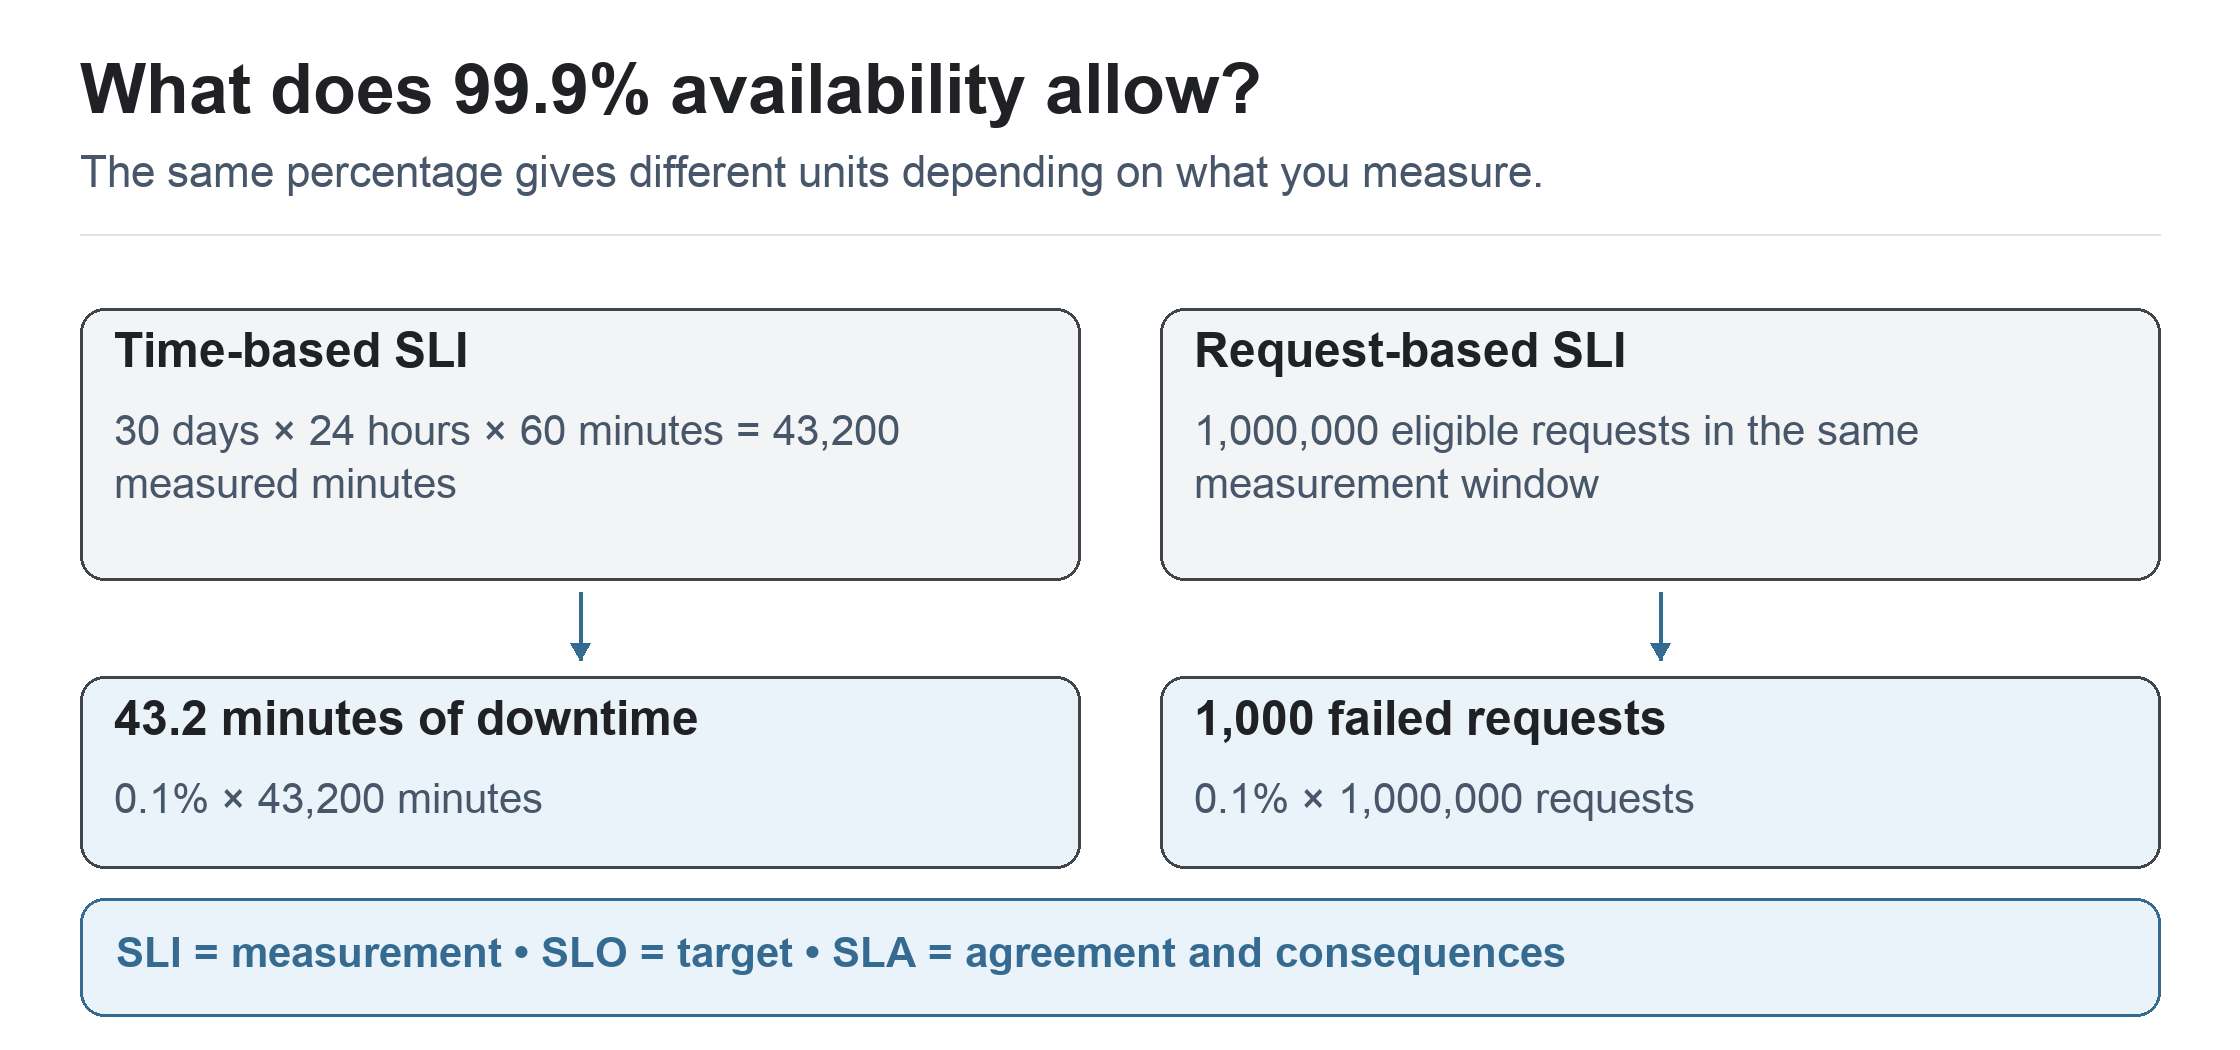 What does 99.9% availability allow?
The same percentage gives different units depending on what you measure.
Time-based SLI
30 days × 24 hours × 60 minutes = 43,200
measured minutes
Request-based SLI
1,000,000 eligible requests in the same
measurement window
43.2 minutes of downtime
0.1% × 43,200 minutes
1,000 failed requests
0.1% × 1,000,000 requests
SLI = measurement • SLO = target • SLA = agreement and consequences